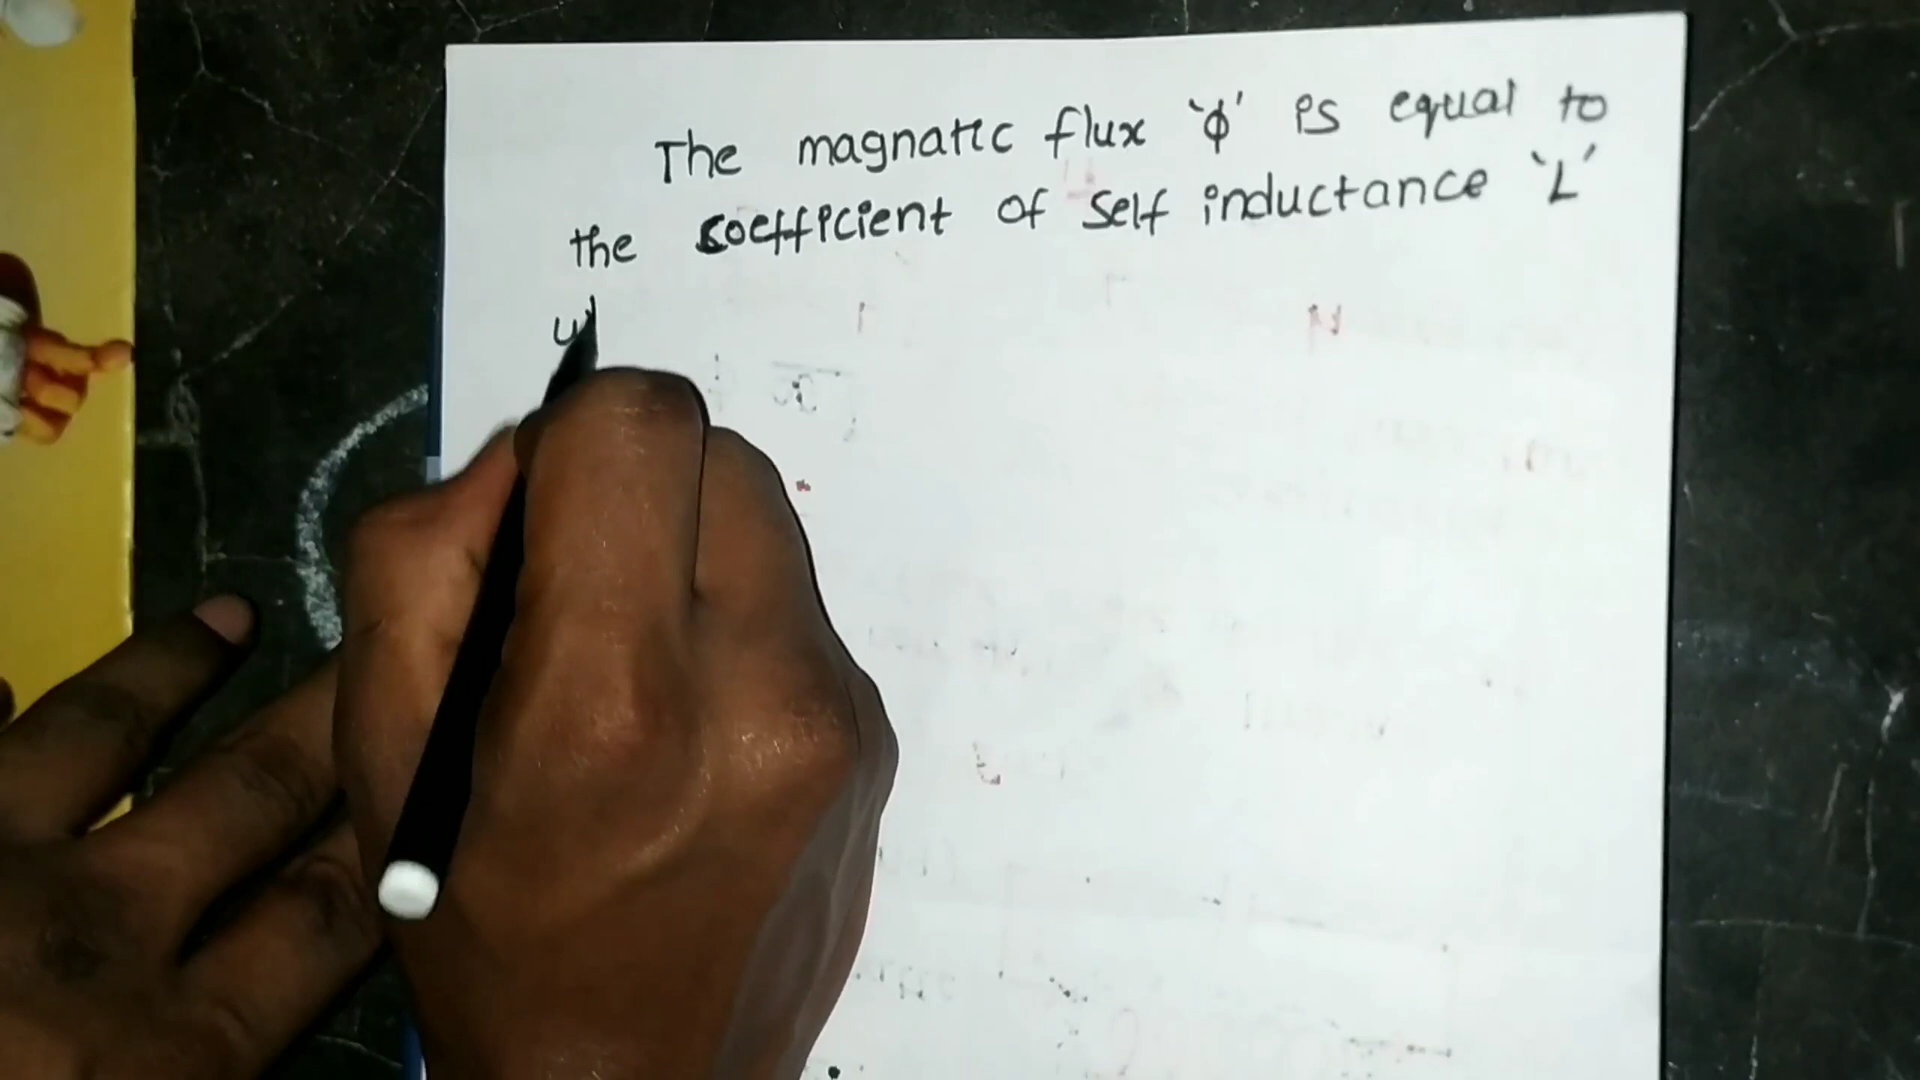 The magnatic flux 'ϕ' is equal to
the coefficient of self inductance 'L'